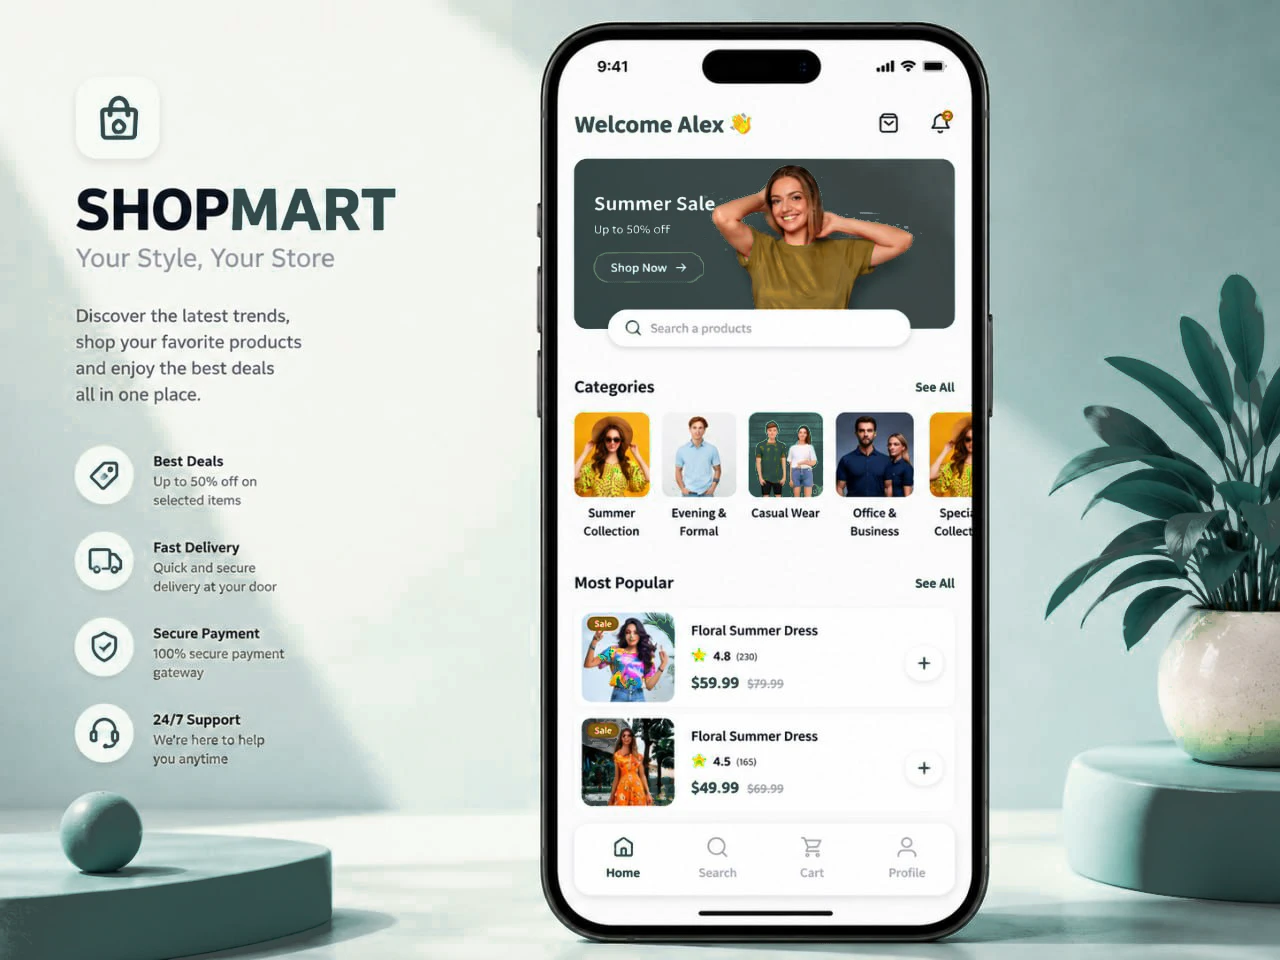 SHOPMART
Your Style, Your Store
Discover the latest trends,
shop your favorite products
and enjoy the best deals
all in one place.
Best Deals
Up to 50% off on
selected items
Fast Delivery
Quick and secure
delivery at your door
Secure Payment
100% secure payment
gateway
24/7 Support
We're here to help
you anytime
9:41
Welcome Alex 👋
2
Summer Sale
Up to 50% off
Shop Now →
Search a products
Categories
See All
Summer
Collection
Evening &
Formal
Casual Wear
Office &
Business
Specia
Collect
Most Popular
See All
Sale
Floral Summer Dress
4.8 (230)
$59.99 $79.99
Sale
Floral Summer Dress
4.5 (165)
$49.99 $69.99
Home
Search
Cart
Profile